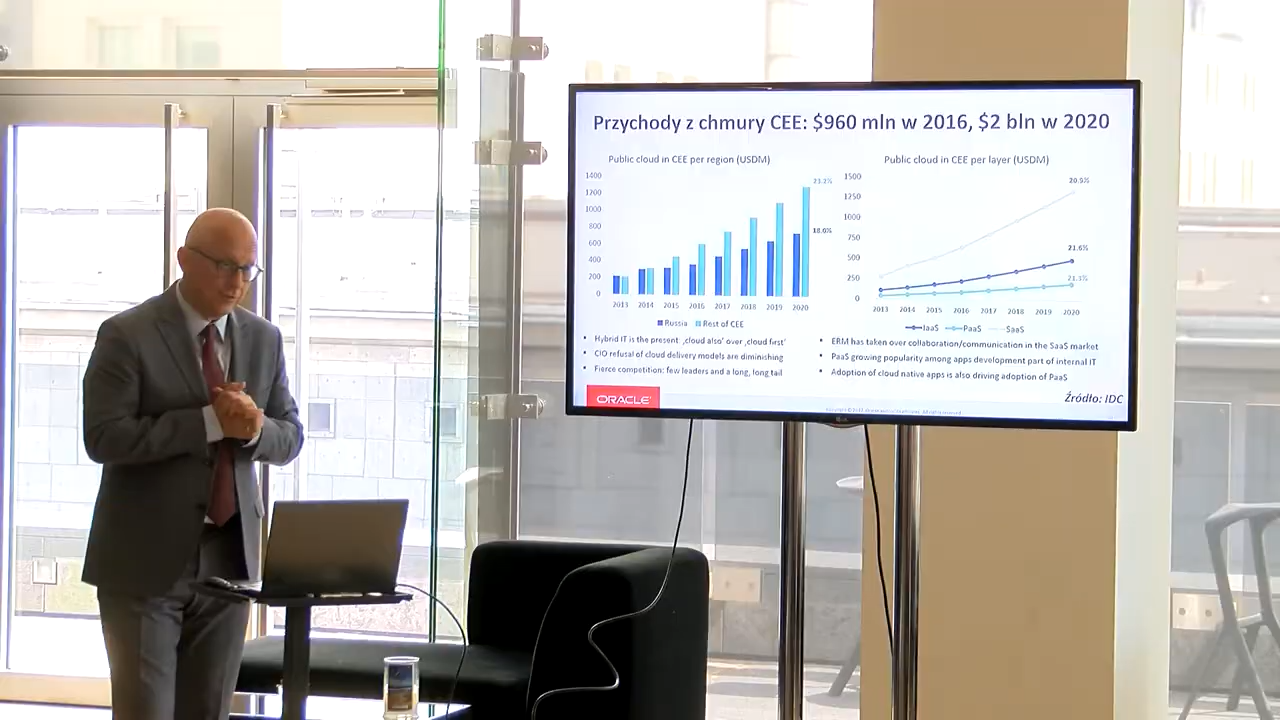 Przychody z chmury CEE: $960 mln w 2016, $2 bln w 2020
Public cloud in CEE per region (USDM)
1400
1200
1000
800
600
400
200
0
23.2%
18.0%
2013 2014 2015 2016 2017 2018 2019 2020
Russia Rest of CEE
Public cloud in CEE per layer (USDM)
1500
1250
1000
750
500
250
0
20.9%
21.6%
21.3%
2013 2014 2015 2016 2017 2018 2019 2020
IaaS PaaS SaaS
• Hybrid IT is the present: ‚cloud also' over ‚cloud first'
• CIO refusal of cloud delivery models are diminishing
• Fierce competition: few leaders and a long, long tail
• ERM has taken over collaboration/communication in the SaaS market
• PaaS growing popularity among apps development part of internal IT
• Adoption of cloud native apps is also driving adoption of PaaS
ORACLE
Źródło: IDC
LG